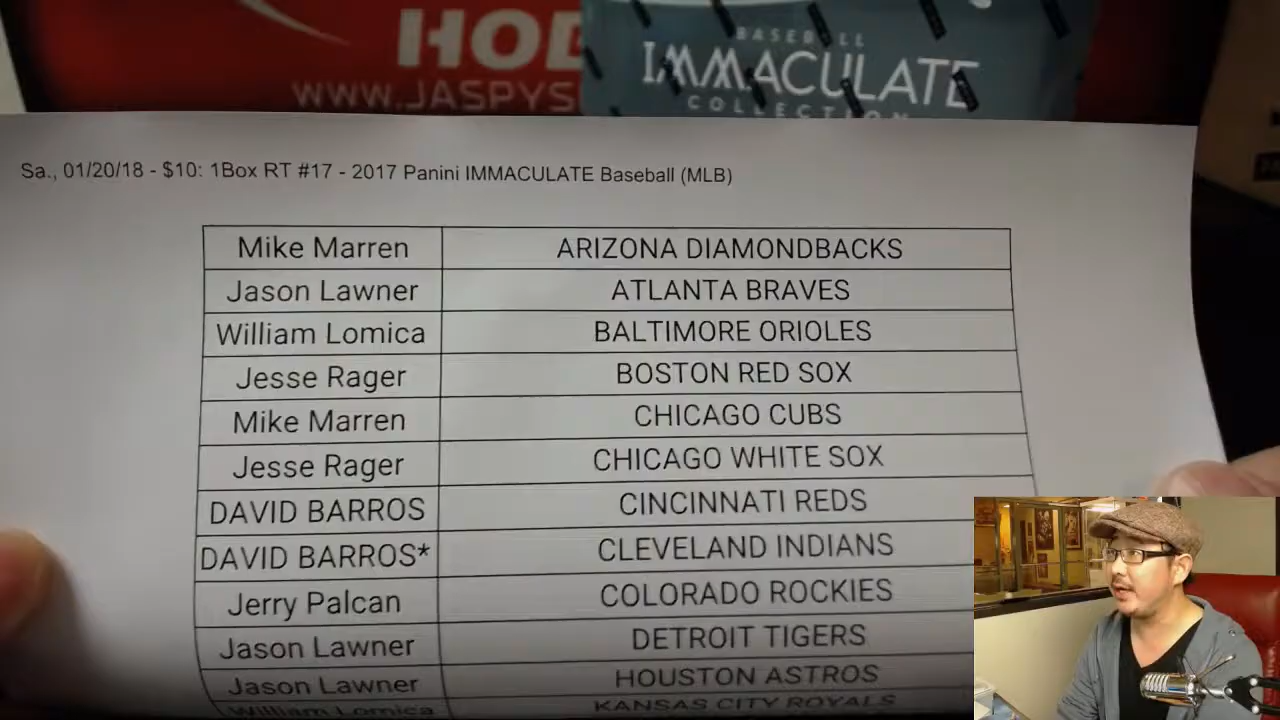 HOD
WWW.JASPYS
BASEBALL
IMMACULATE
COLLECTION
Sa., 01/20/18 - $10: 1Box RT #17 - 2017 Panini IMMACULATE Baseball (MLB)
Mike Marren ARIZONA DIAMONDBACKS
Jason Lawner ATLANTA BRAVES
William Lomica BALTIMORE ORIOLES
Jesse Rager BOSTON RED SOX
Mike Marren CHICAGO CUBS
Jesse Rager CHICAGO WHITE SOX
DAVID BARROS CINCINNATI REDS
DAVID BARROS* CLEVELAND INDIANS
Jerry Palcan COLORADO ROCKIES
Jason Lawner DETROIT TIGERS
Jason Lawner HOUSTON ASTROS
William Lomica KANSAS CITY ROYALS